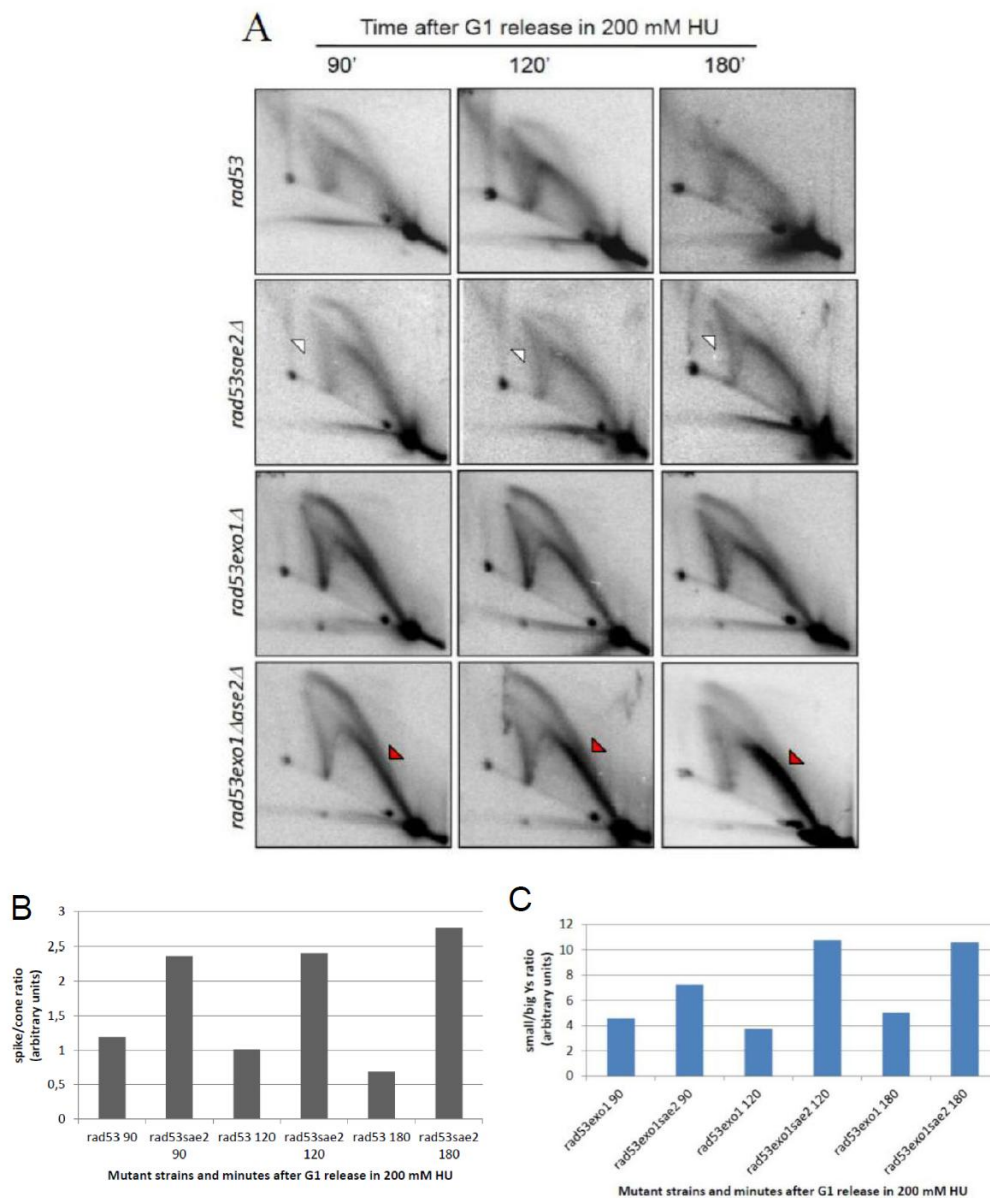 A
Time after G1 release in 200 mM HU
90'
120'
180'
rad53
rad53sae2Δ
rad53exo1Δ
rad53exo1Δase2Δ
B
3
2,5
2
1,5
1
0,5
0
spike/cone ratio
(arbitrary units)
rad53 90
rad53sae2
90
rad53 120
rad53sae2
120
rad53 180
rad53sae2
180
Mutant strains and minutes after G1 release in 200 mM HU
C
12
10
8
6
4
2
0
small/big Ys ratio
(arbitrary units)
rad53exo1 90
rad53exo1sae2 90
rad53exo1 120
rad53exo1sae2 120
rad53exo1 180
rad53exo1sae2 180
Mutant strains and minutes after G1 release in 200 mM HU